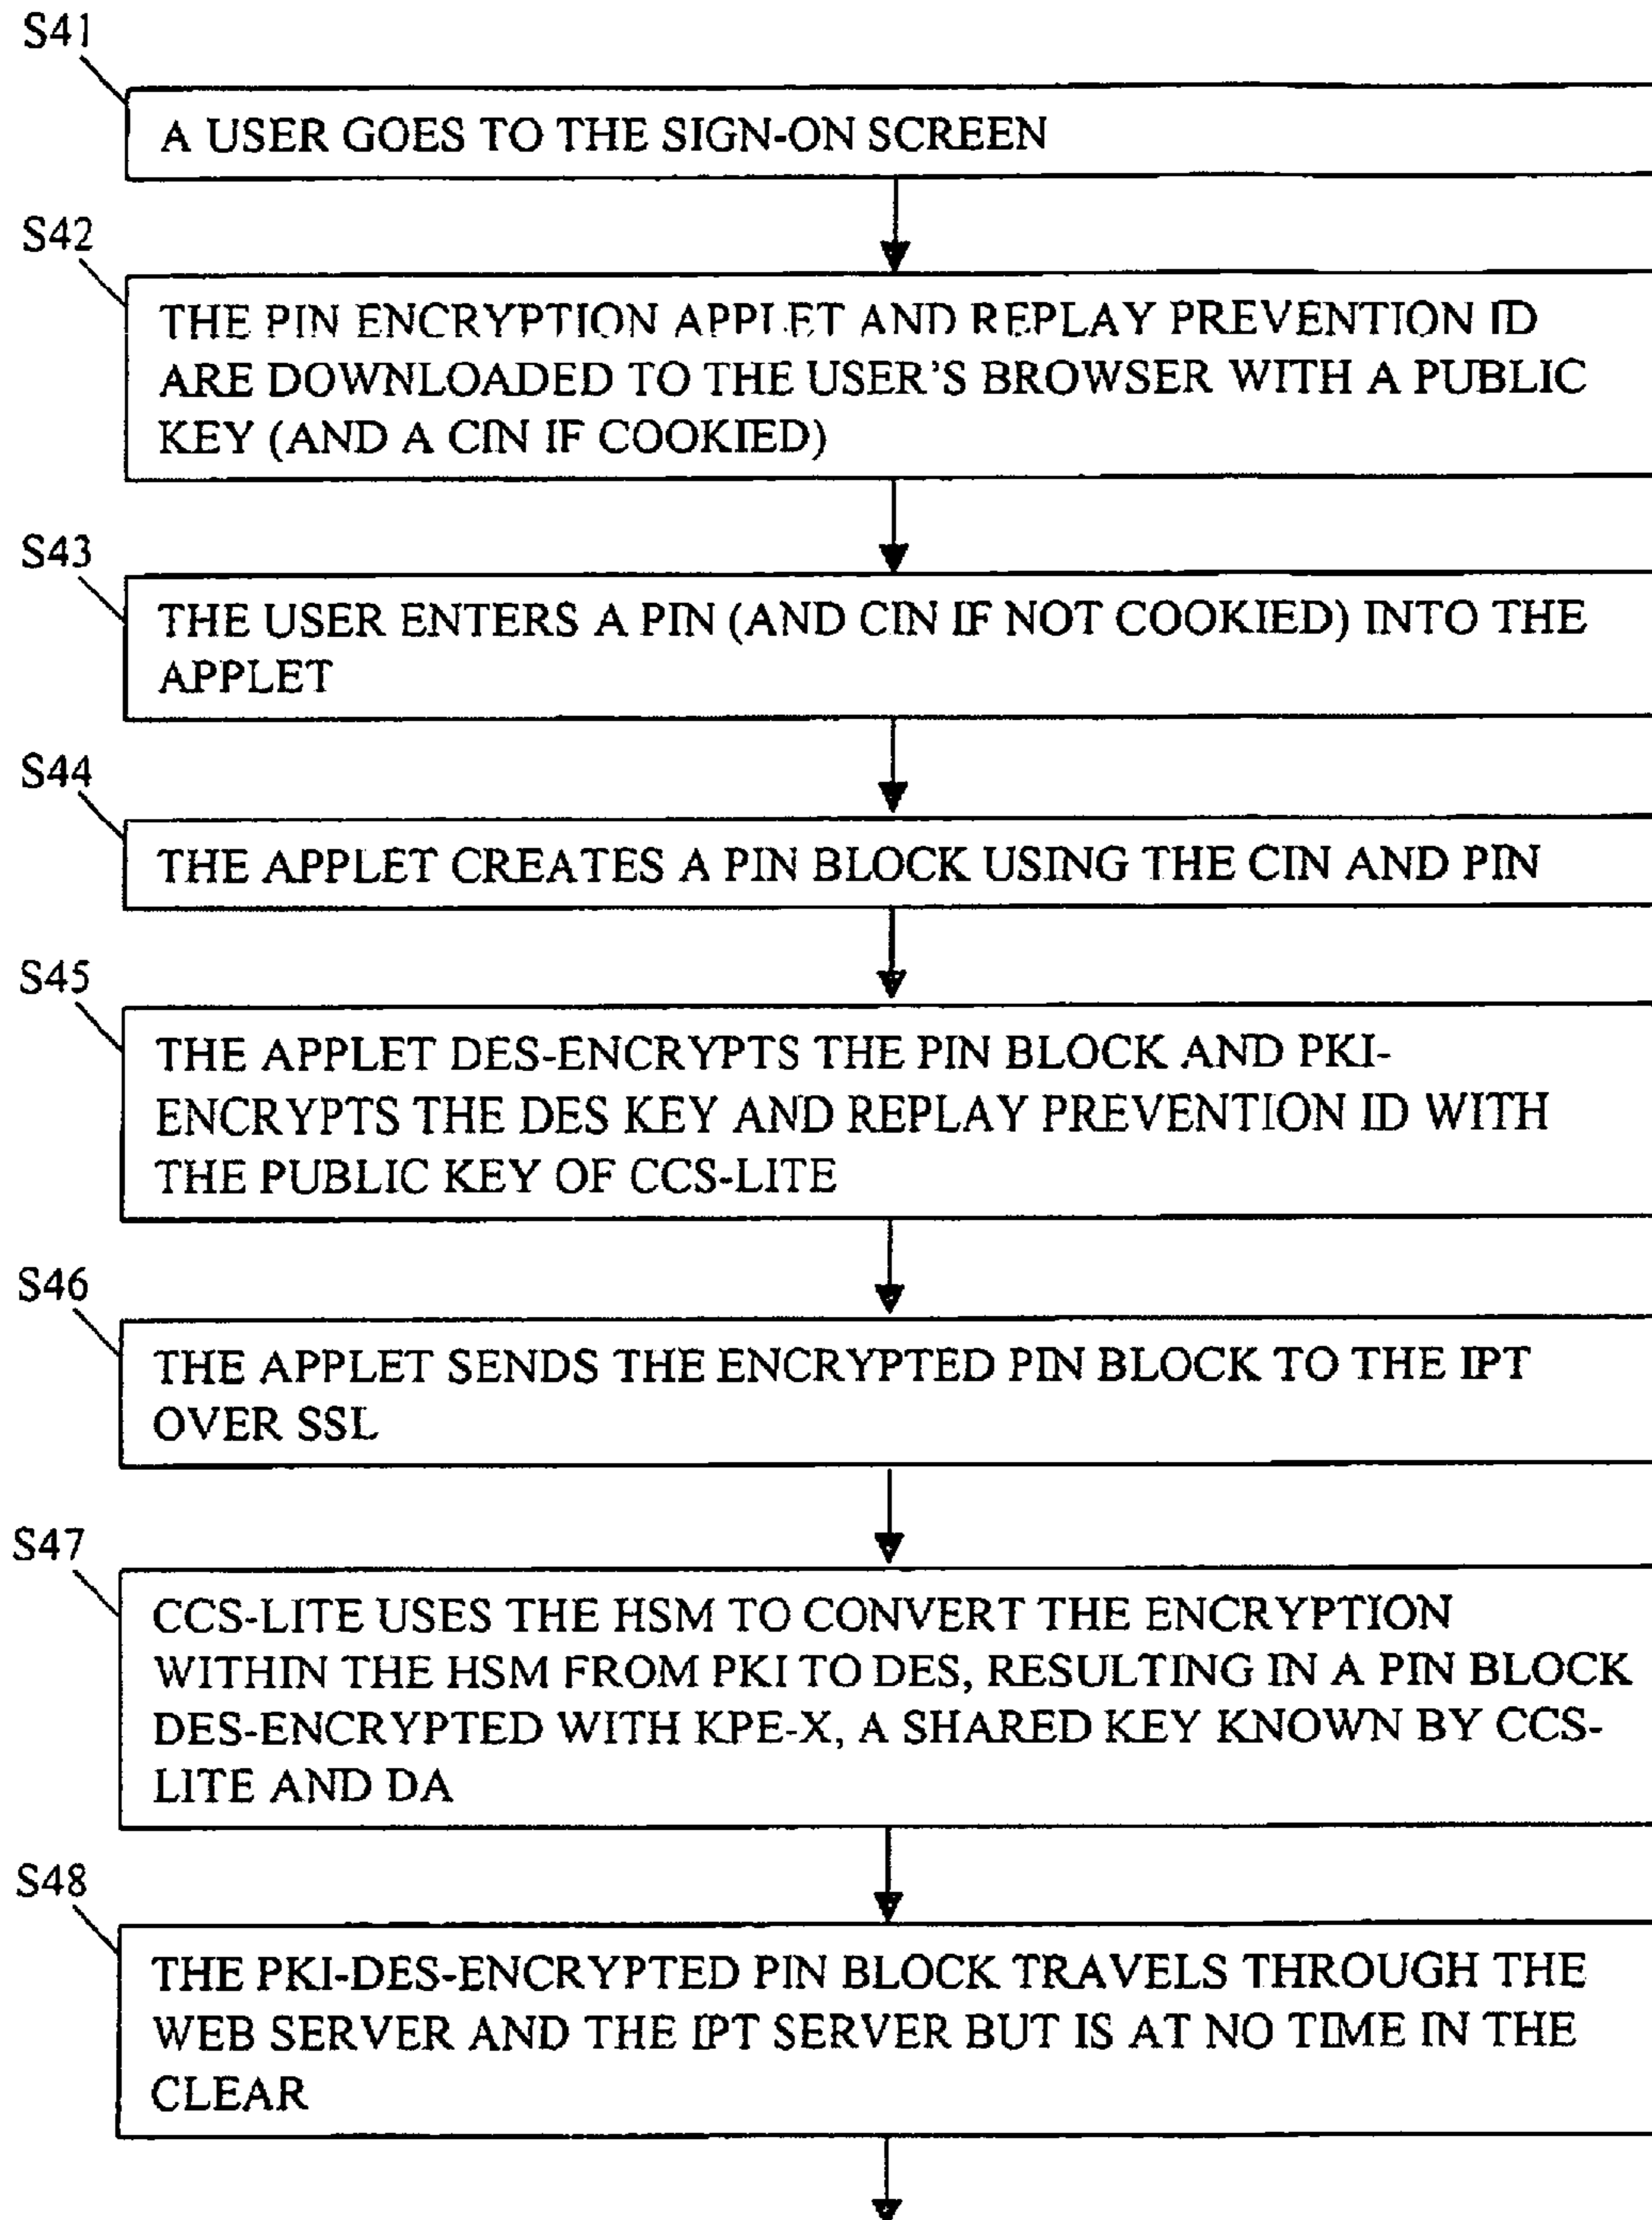 S41
A USER GOES TO THE SIGN-ON SCREEN
S42
THE PIN ENCRYPTION APPLET AND REPLAY PREVENTION ID
ARE DOWNLOADED TO THE USER'S BROWSER WITH A PUBLIC
KEY (AND A CIN IF COOKIED)
S43
THE USER ENTERS A PIN (AND CIN IF NOT COOKIED) INTO THE
APPLET
S44
THE APPLET CREATES A PIN BLOCK USING THE CIN AND PIN
S45
THE APPLET DES-ENCRYPTS THE PIN BLOCK AND PKI-
ENCRYPTS THE DES KEY AND REPLAY PREVENTION ID WITH
THE PUBLIC KEY OF CCS-LITE
S46
THE APPLET SENDS THE ENCRYPTED PIN BLOCK TO THE IPT
OVER SSL
S47
CCS-LITE USES THE HSM TO CONVERT THE ENCRYPTION
WITHIN THE HSM FROM PKI TO DES, RESULTING IN A PIN BLOCK
DES-ENCRYPTED WITH KPE-X, A SHARED KEY KNOWN BY CCS-
LITE AND DA
S48
THE PKI-DES-ENCRYPTED PIN BLOCK TRAVELS THROUGH THE
WEB SERVER AND THE IPT SERVER BUT IS AT NO TIME IN THE
CLEAR